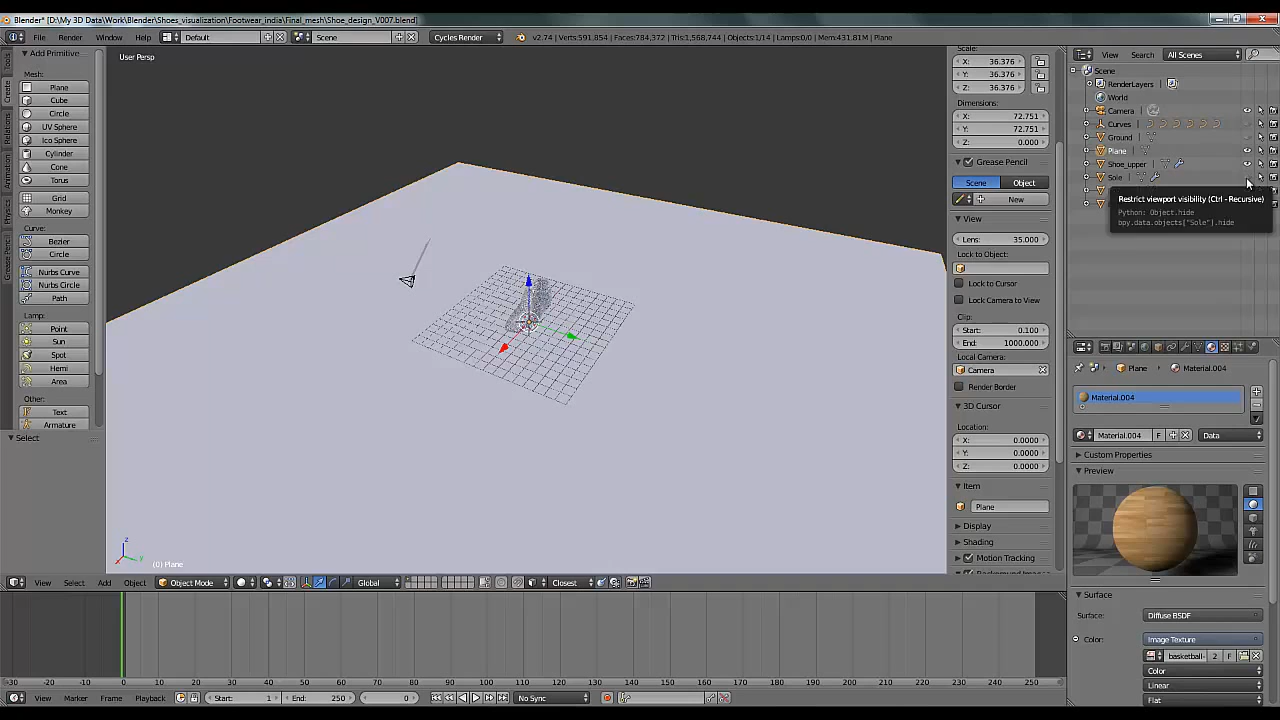 Blender* [D:\My 3D Data\Work\Blender\Shoes_visualization\Footwear_india\Final_mesh\Shoe_design_V007.blend]
File Render Window Help Default Scene Cycles Render v2.74 | Verts:591,854 | Faces:784,372 | Tris:1,568,744 | Objects:1/14 | Lamps:0/0 | Mem:431.81M | Plane
Tools
Create
Relations
Animation
Physics
Grease Pencil
Add Primitive
Mesh:
Plane
Cube
Circle
UV Sphere
Ico Sphere
Cylinder
Cone
Torus
Grid
Monkey
Curve:
Bezier
Circle
Nurbs Curve
Nurbs Circle
Path
Lamp:
Point
Sun
Spot
Hemi
Area
Other:
Text
Armature
Select
User Persp
z
y
(0) Plane
Scale:
X: 36.376
Y: 36.376
Z: 36.376
Dimensions:
X: 72.751
Y: 72.751
Z: 0.000
Grease Pencil
Scene Object
New
View
Lens: 35.000
Lock to Object:
Lock to Cursor
Lock Camera to View
Clip:
Start: 0.100
End: 1000.000
Local Camera:
Camera
Render Border
3D Cursor
Location:
X: 0.0000
Y: 0.0000
Z: 0.0000
Item
Plane
Display
Shading
Motion Tracking
View Search All Scenes
Scene
RenderLayers
World
Camera
Curves
Ground
Plane
Shoe_upper
Sole
Restrict viewport visibility (Ctrl - Recursive)
Python: Object.hide
bpy.data.objects["Sole"].hide
Plane Material.004
Material.004
Material.004 F Data
Custom Properties
Preview
Surface
Surface: Diffuse BSDF
Color: Image Texture
basketball- 2 F
Color
Linear
Flat
View Select Add Object Object Mode Global Closest
-30 -20 -10 0 10 20 30 40 50 60 70 80 90 100 110 120 130 140 150 160 170 180 190 200 210 220 230 240 250
View Marker Frame Playback Start: 1 End: 250 0 No Sync